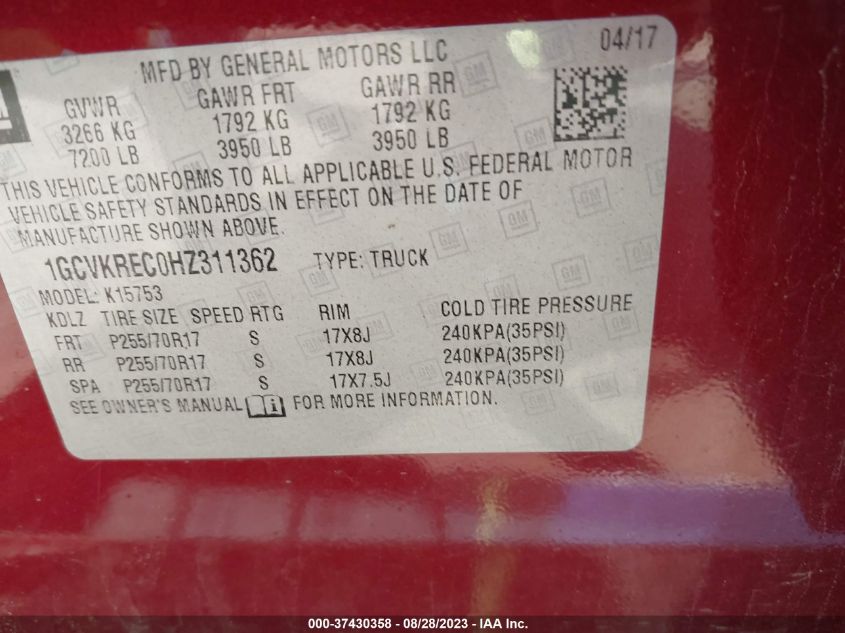 GM
MFD BY GENERAL MOTORS LLC 04/17
GVWR GAWR FRT GAWR RR
3266 KG 1792 KG 1792 KG
7200 LB 3950 LB 3950 LB
THIS VEHICLE CONFORMS TO ALL APPLICABLE U.S. FEDERAL MOTOR
VEHICLE SAFETY STANDARDS IN EFFECT ON THE DATE OF
MANUFACTURE SHOWN ABOVE.
1GCVKREC0HZ311362 TYPE: TRUCK
MODEL: K15753
KDLZ TIRE SIZE SPEED RTG RIM COLD TIRE PRESSURE
FRT P255/70R17 S 17X8J 240KPA(35PSI)
RR P255/70R17 S 17X8J 240KPA(35PSI)
SPA P255/70R17 S 17X7.5J 240KPA(35PSI)
SEE OWNER'S MANUAL i FOR MORE INFORMATION.
000-37430358 - 08/28/2023 - IAA Inc.